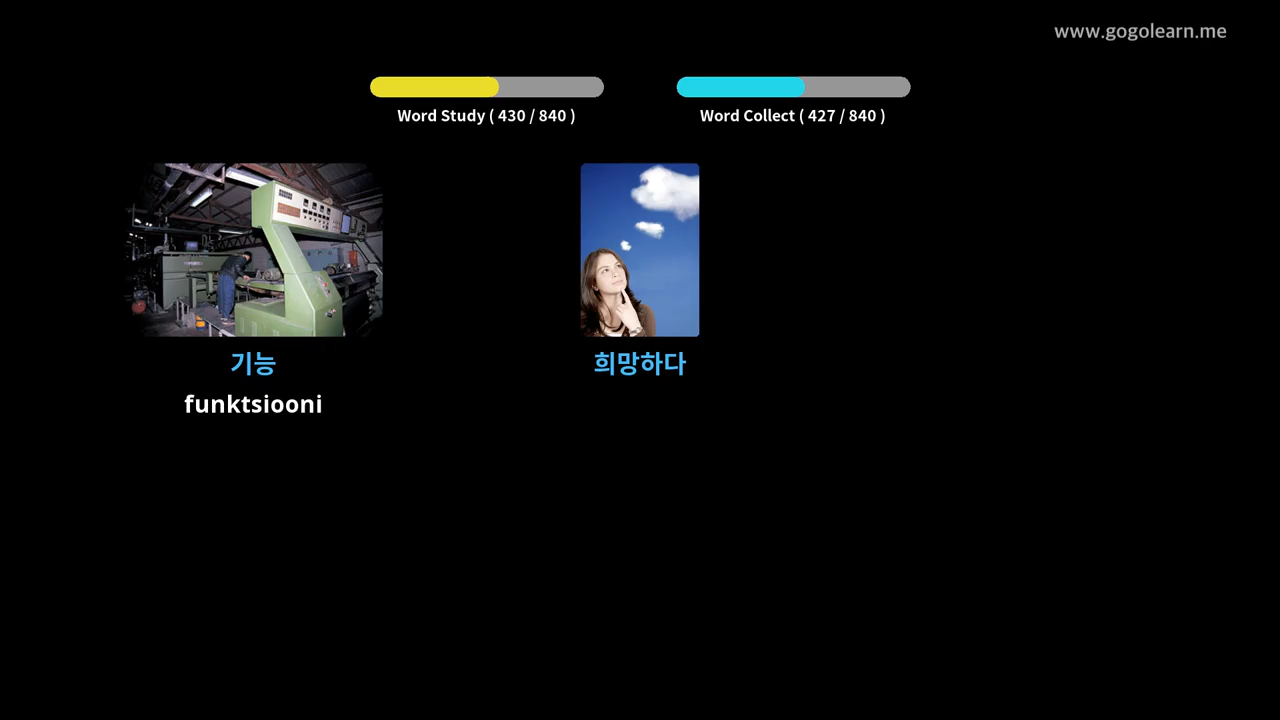 www.gogolearn.me
Word Study ( 430 / 840 )
Word Collect ( 427 / 840 )
기능
funktsiooni
희망하다